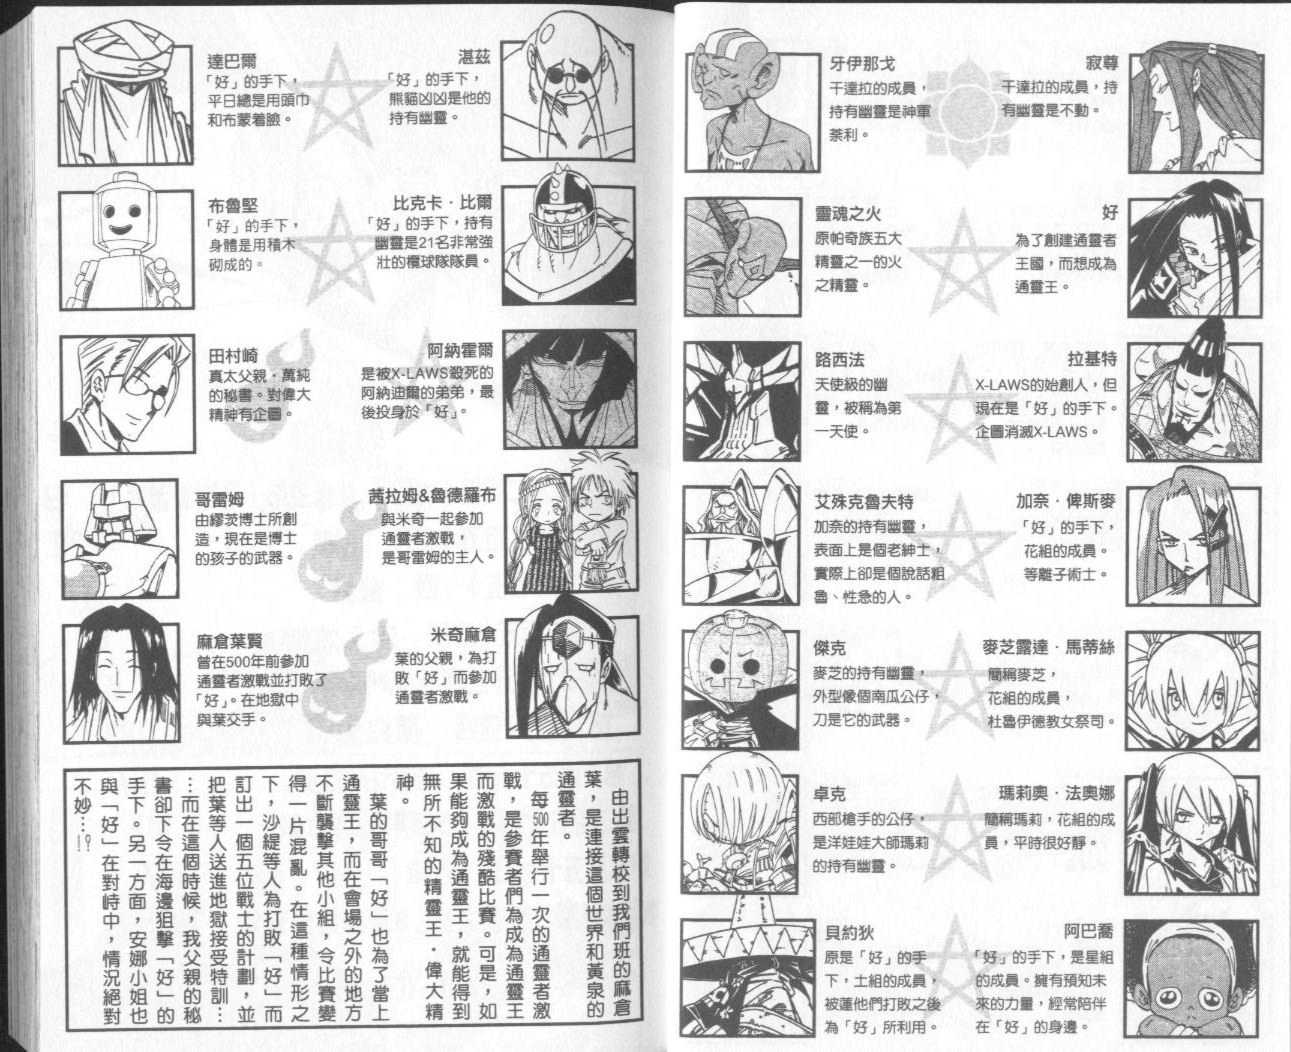 寂尊
干達拉的成員，持
有幽靈是不動。
牙伊那戈
干達拉的成員，
持有幽靈是神軍
荼利。
好
為了創建通靈者
王國，而想成為
通靈王。
靈魂之火
原帕奇族五大
精靈之一的火
之精靈。
拉基特
X-LAWS的始創人，但
現在是「好」的手下。
企圖消滅X-LAWS。
路西法
天使級的幽
靈，被稱為第
一天使。
加奈·俾斯麥
「好」的手下，
花組的成員。
等離子術士。
艾殊克魯夫特
加奈的持有幽靈，
表面上是個老紳士，
實際上卻是個說話粗
魯、性急的人。
麥芝露達·馬蒂絲
簡稱麥芝，
花組的成員，
杜魯伊德教女祭司。
傑克
麥芝的持有幽靈，
外型像個南瓜公仔，
刀是它的武器。
瑪莉奧·法奧娜
簡稱瑪莉，花組的成
員，平時很好靜。
卓克
西部槍手的公仔，
是洋娃娃大師瑪莉
的持有幽靈。
阿巴喬
「好」的手下，是星組
的成員。擁有預知未
來的力量，經常陪伴
在「好」的身邊。
貝約狄
原是「好」的手
下，土組的成員，
被蓮他們打敗之後
為「好」所利用。
湛茲
「好」的手下，
熊貓凶凶是他的
持有幽靈。
達巴爾
「好」的手下，
平日總是用頭巾
和布蒙着臉。
比克卡·比爾
「好」的手下，持有
幽靈是21名非常強
壯的欖球隊隊員。
布魯堅
「好」的手下，
身體是用積木
砌成的。
阿納霍爾
是被X-LAWS殺死的
阿納迪爾的弟弟，最
後投身於「好」。
田村崎
真太父親·萬純
的秘書。對偉大
精神有企圖。
茜拉姆&魯德羅布
與米奇一起參加
通靈者激戰，
是哥雷姆的主人。
哥雷姆
由繆茨博士所創
造，現在是博士
的孩子的武器。
米奇麻倉
葉的父親，為打
敗「好」而參加
通靈者激戰。
麻倉葉賢
曾在500年前參加
通靈者激戰並打敗了
「好」。在地獄中
與葉交手。
由出雲轉校到我們班的麻倉
葉，是連接這個世界和黃泉的
通靈者。
每500年舉行一次的通靈者激
戰，是參賽者們為成為通靈王
而激戰的殘酷比賽。可是，如
果能夠成為通靈王，就能得到
無所不知的精靈王·偉大精
神。
葉的哥哥「好」也為了當上
通靈王，而在會場之外的地方
不斷襲擊其他小組，令比賽變
得一片混亂。在這種情形之
下，沙緹等人為打敗「好」而
訂出一個五位戰士的計劃，並
把葉等人送進地獄接受特訓…
…而在這個時候，我父親的秘
書卻下令在海邊狙擊「好」的
手下。另一方面，安娜小姐也
與「好」在對峙中，情況絕對
不妙…!?